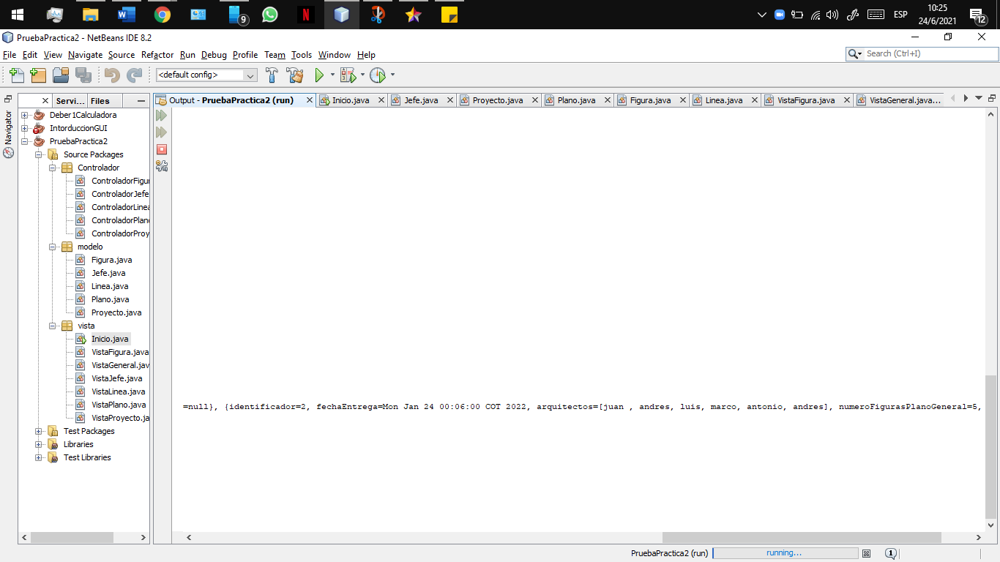 9
ESP
10:25
24/6/2021
12
PruebaPractica2 - NetBeans IDE 8.2
File Edit View Navigate Source Refactor Run Debug Profile Team Tools Window Help
Search (Ctrl+I)
<default config>
Navigator
Servi... Files
Output - PruebaPractica2 (run) Inicio.java Jefe.java Proyecto.java Plano.java Figura.java Linea.java VistaFigura.java VistaGeneral.java...
Deber1Calculadora
IntorduccionGUI
PruebaPractica2
Source Packages
Controlador
ControladorFigur
ControladorJefe
ControladorLinea
ControladorPlano
ControladorProy
modelo
Figura.java
Jefe.java
Linea.java
Plano.java
Proyecto.java
vista
Inicio.java
VistaFigura.java
VistaGeneral.jav
VistaJefe.java
VistaLinea.java
VistaPlano.java
VistaProyecto.ja
Test Packages
Libraries
Test Libraries
=null}, {identificador=2, fechaEntrega=Mon Jan 24 00:06:00 COT 2022, arquitectos=[juan , andres, luis, marco, antonio, andres], numeroFigurasPlanoGeneral=5,
PruebaPractica2 (run) running... 1